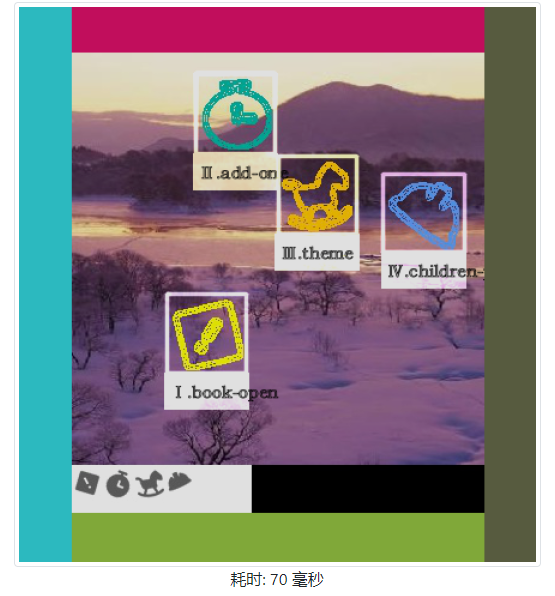 Ⅱ.add-one
Ⅲ.theme
Ⅳ.children-
Ⅰ.book-open
耗时: 70 毫秒